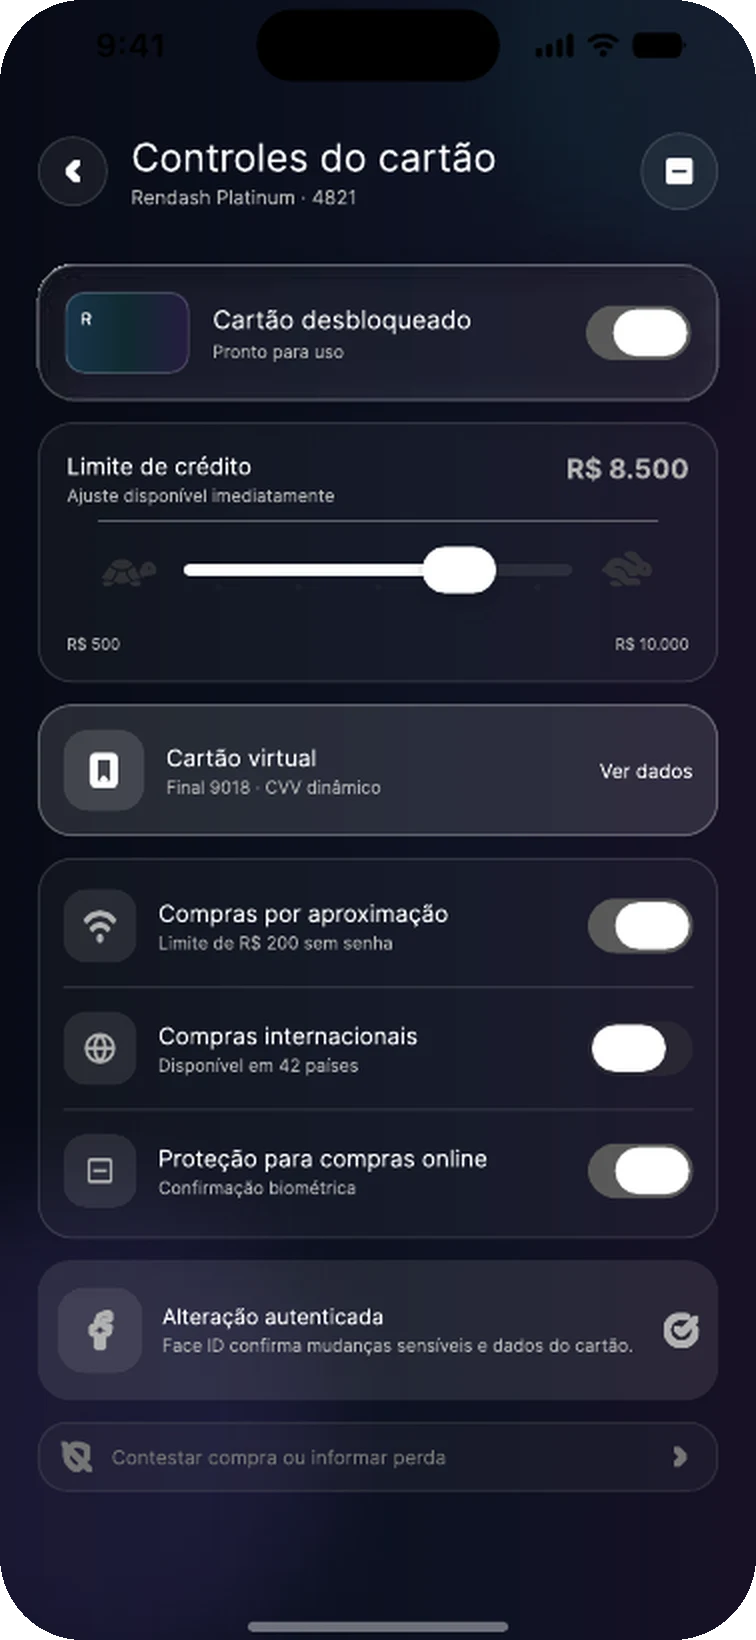 9:41
Controles do cartão
Rendash Platinum · 4821
R
Cartão desbloqueado
Pronto para uso
Limite de crédito
R$ 8.500
Ajuste disponível imediatamente
R$ 500
R$ 10.000
Cartão virtual
Final 9018 · CVV dinâmico
Ver dados
Compras por aproximação
Limite de R$ 200 sem senha
Compras internacionais
Disponível em 42 países
Proteção para compras online
Confirmação biométrica
Alteração autenticada
Face ID confirma mudanças sensíveis e dados do cartão.
Contestar compra ou informar perda